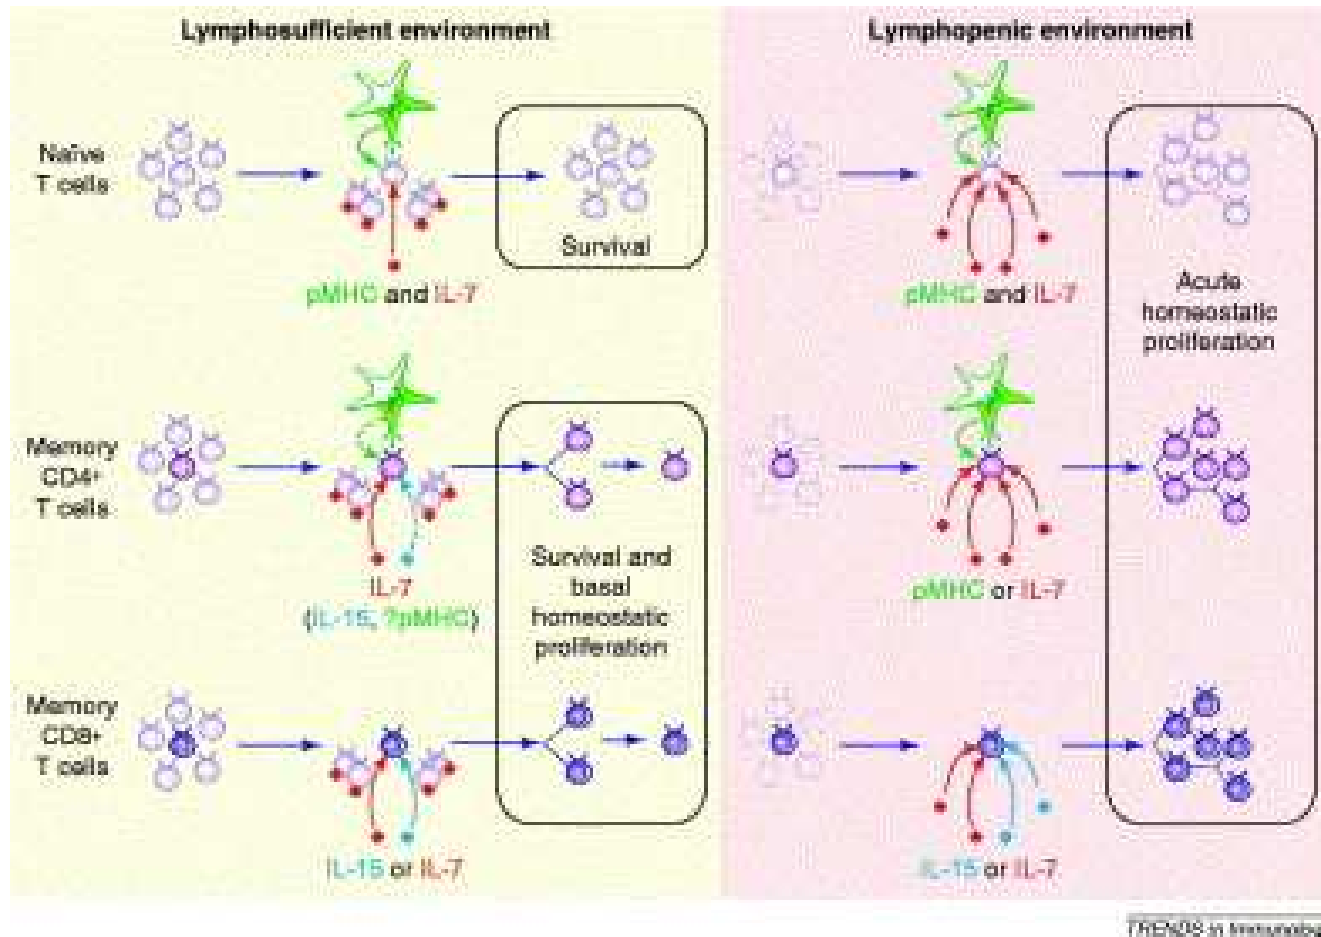 Lymphosufficient environment
Lymphopenic environment
Naïve
T cells
Survival
pMHC and IL-7
pMHC and IL-7
Acute
homeostatic
proliferation
Memory
CD4+
T cells
IL-7
(IL-15, ?pMHC)
Survival and
basal
homeostatic
proliferation
pMHC or IL-7
Memory
CD8+
T cells
IL-15 or IL-7
IL-15 or IL-7
TRENDS in